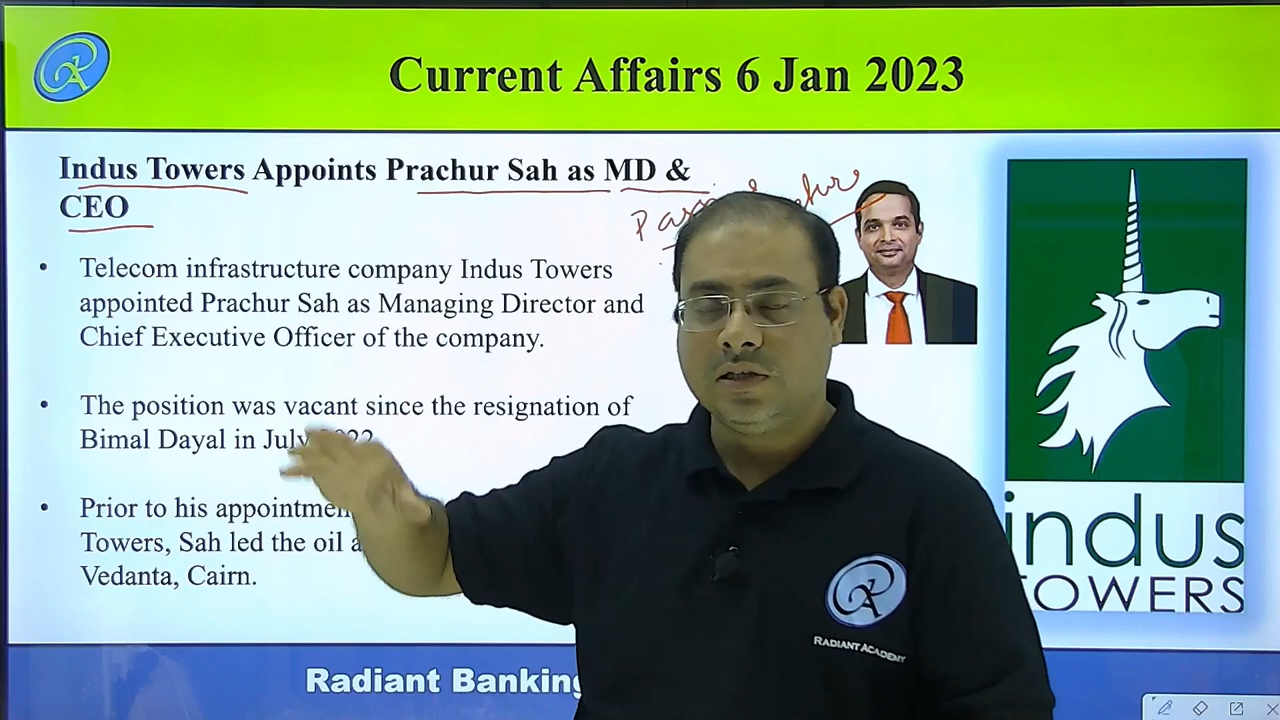 Current Affairs 6 Jan 2023
Indus Towers Appoints Prachur Sah as MD &
CEO
• Telecom infrastructure company Indus Towers
appointed Prachur Sah as Managing Director and
Chief Executive Officer of the company.
• The position was vacant since the resignation of
Bimal Dayal in July 2022.
• Prior to his
Towers, Sah led the oil
Vedanta, Cairn.
indus
TOWERS
RADIANT ACADEMY
Radiant Banking